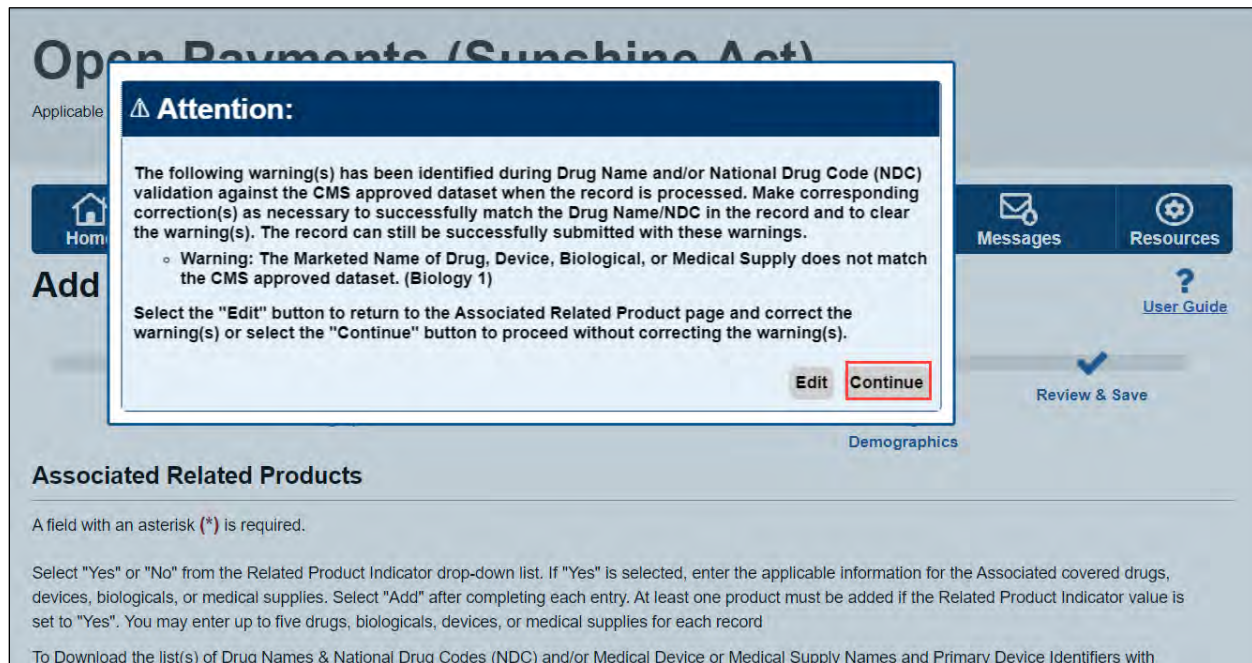 Open Payments (Sunshine Act)
Applicable
⚠ Attention:
The following warning(s) has been identified during Drug Name and/or National Drug Code (NDC)
validation against the CMS approved dataset when the record is processed. Make corresponding
correction(s) as necessary to successfully match the Drug Name/NDC in the record and to clear
the warning(s). The record can still be successfully submitted with these warnings.
◦ Warning: The Marketed Name of Drug, Device, Biological, or Medical Supply does not match
the CMS approved dataset. (Biology 1)
Select the "Edit" button to return to the Associated Related Product page and correct the
warning(s) or select the "Continue" button to proceed without correcting the warning(s).
Edit Continue
Hom
Messages
Resources
Add
?
User Guide
Review & Save
Demographics
Associated Related Products
A field with an asterisk (*) is required.
Select "Yes" or "No" from the Related Product Indicator drop-down list. If "Yes" is selected, enter the applicable information for the Associated covered drugs,
devices, biologicals, or medical supplies. Select "Add" after completing each entry. At least one product must be added if the Related Product Indicator value is
set to "Yes". You may enter up to five drugs, biologicals, devices, or medical supplies for each record
To Download the list(s) of Drug Names & National Drug Codes (NDC) and/or Medical Device or Medical Supply Names and Primary Device Identifiers with